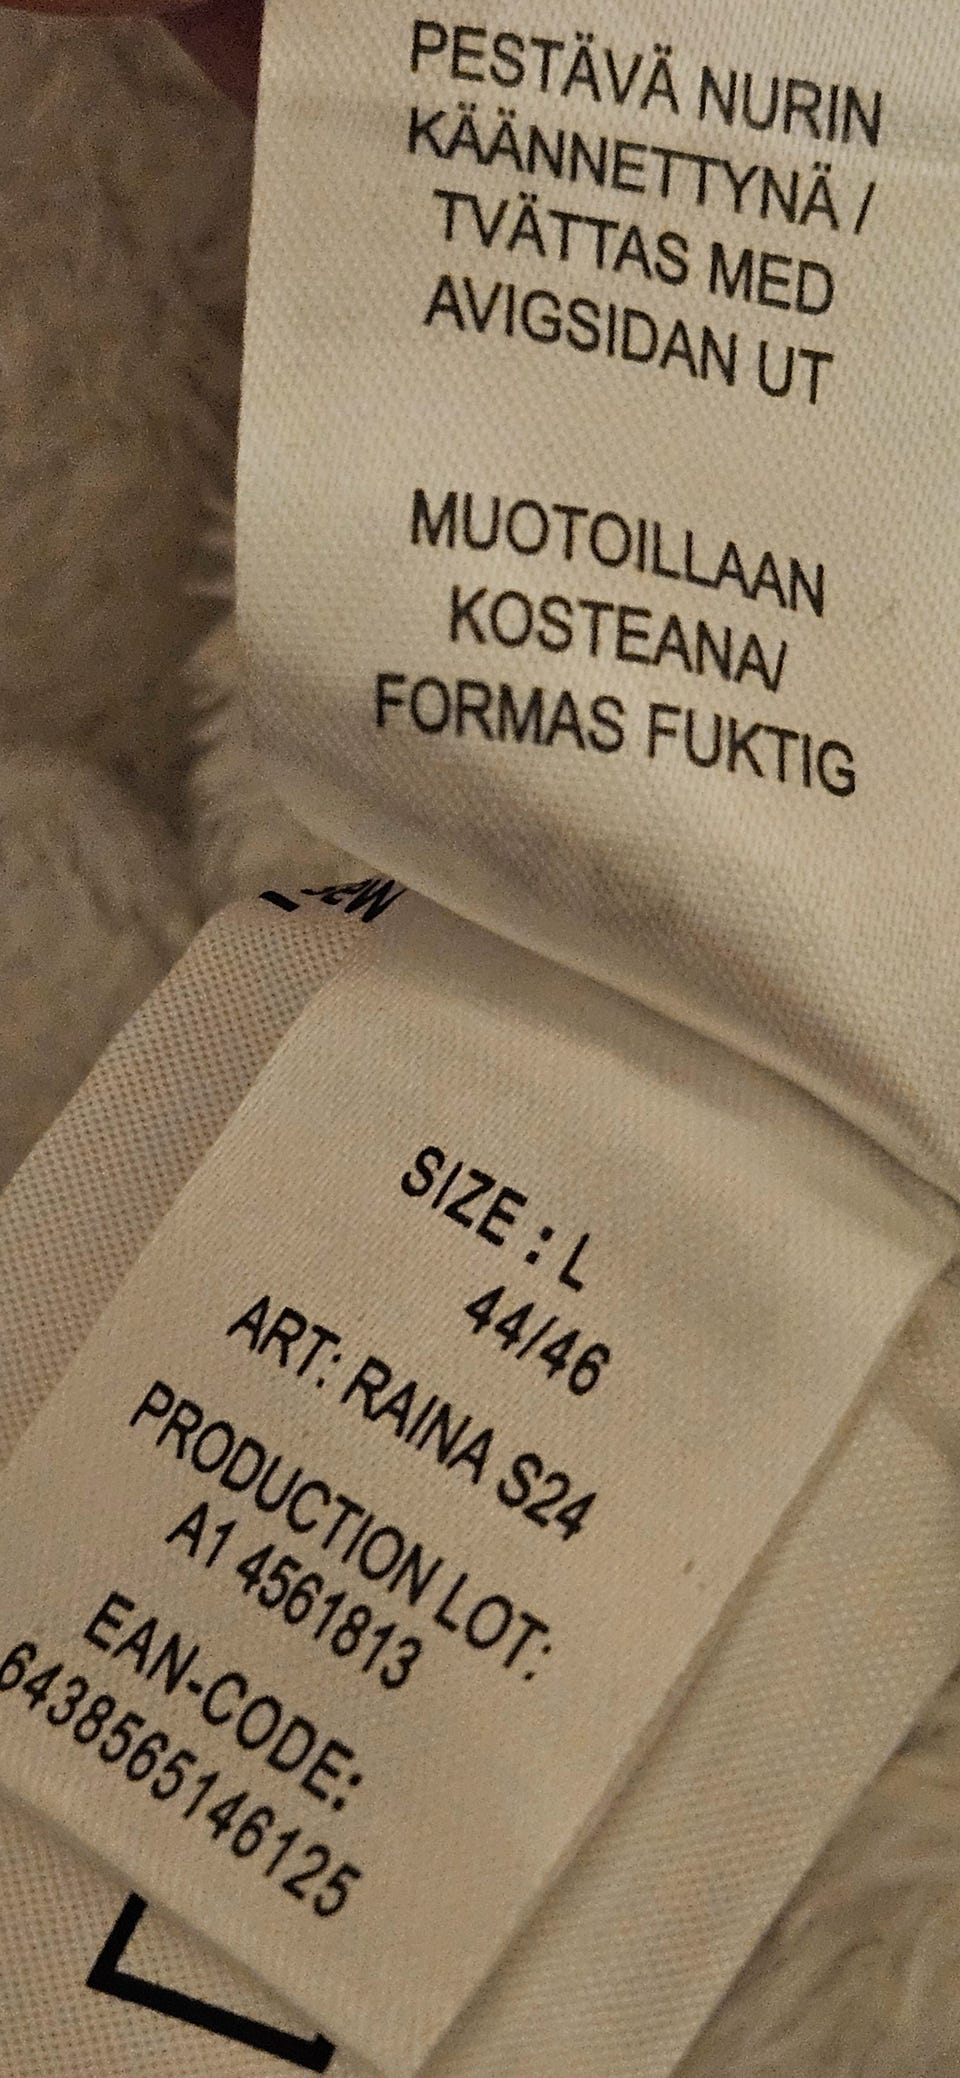 PESTÄVÄ NURIN
KÄÄNNETTYNÄ /
TVÄTTAS MED
AVIGSIDAN UT
MUOTOILLAAN
KOSTEANA/
FORMAS FUKTIG
SIZE : L
44/46
ART: RAINA S24
PRODUCTION LOT:
A1 4561813
EAN-CODE:
6438565146125
L